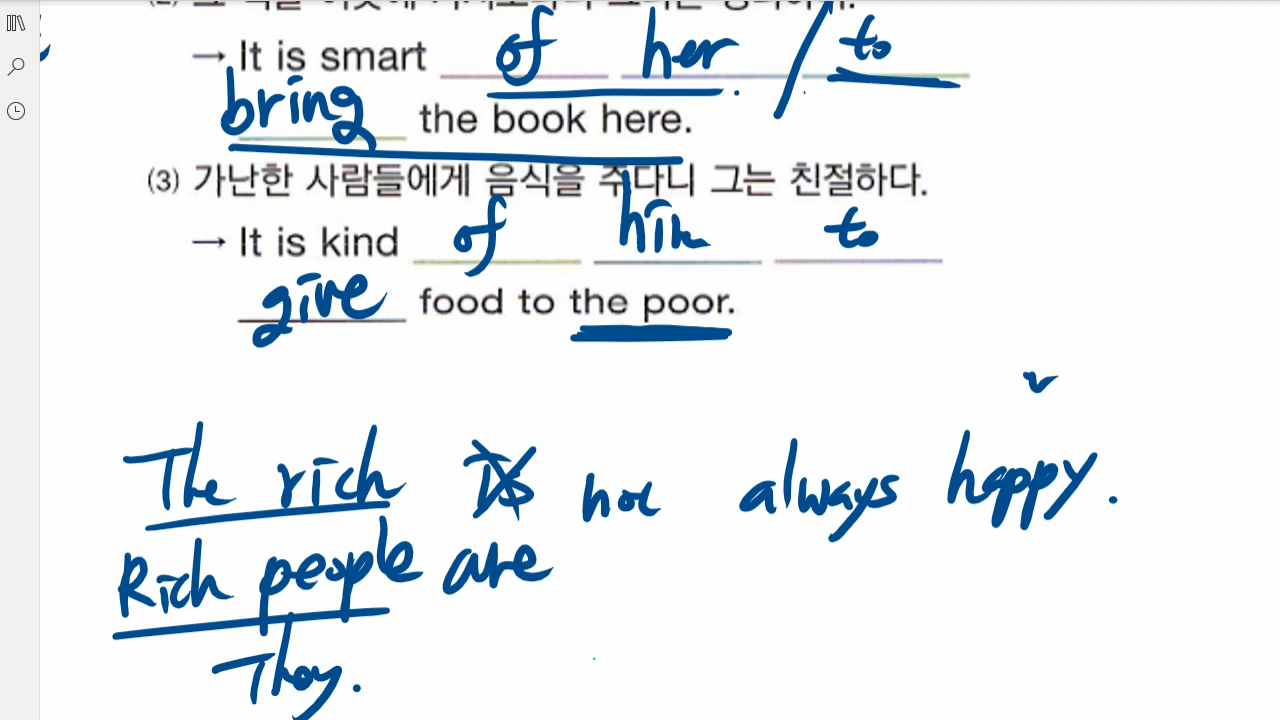 → It is smart of her / to
bring the book here.
(3) 가난한 사람들에게 음식을 주다니 그는 친절하다.
→ It is kind of him to
give food to the poor.
The rich is not always happy.
Rich people are
They.